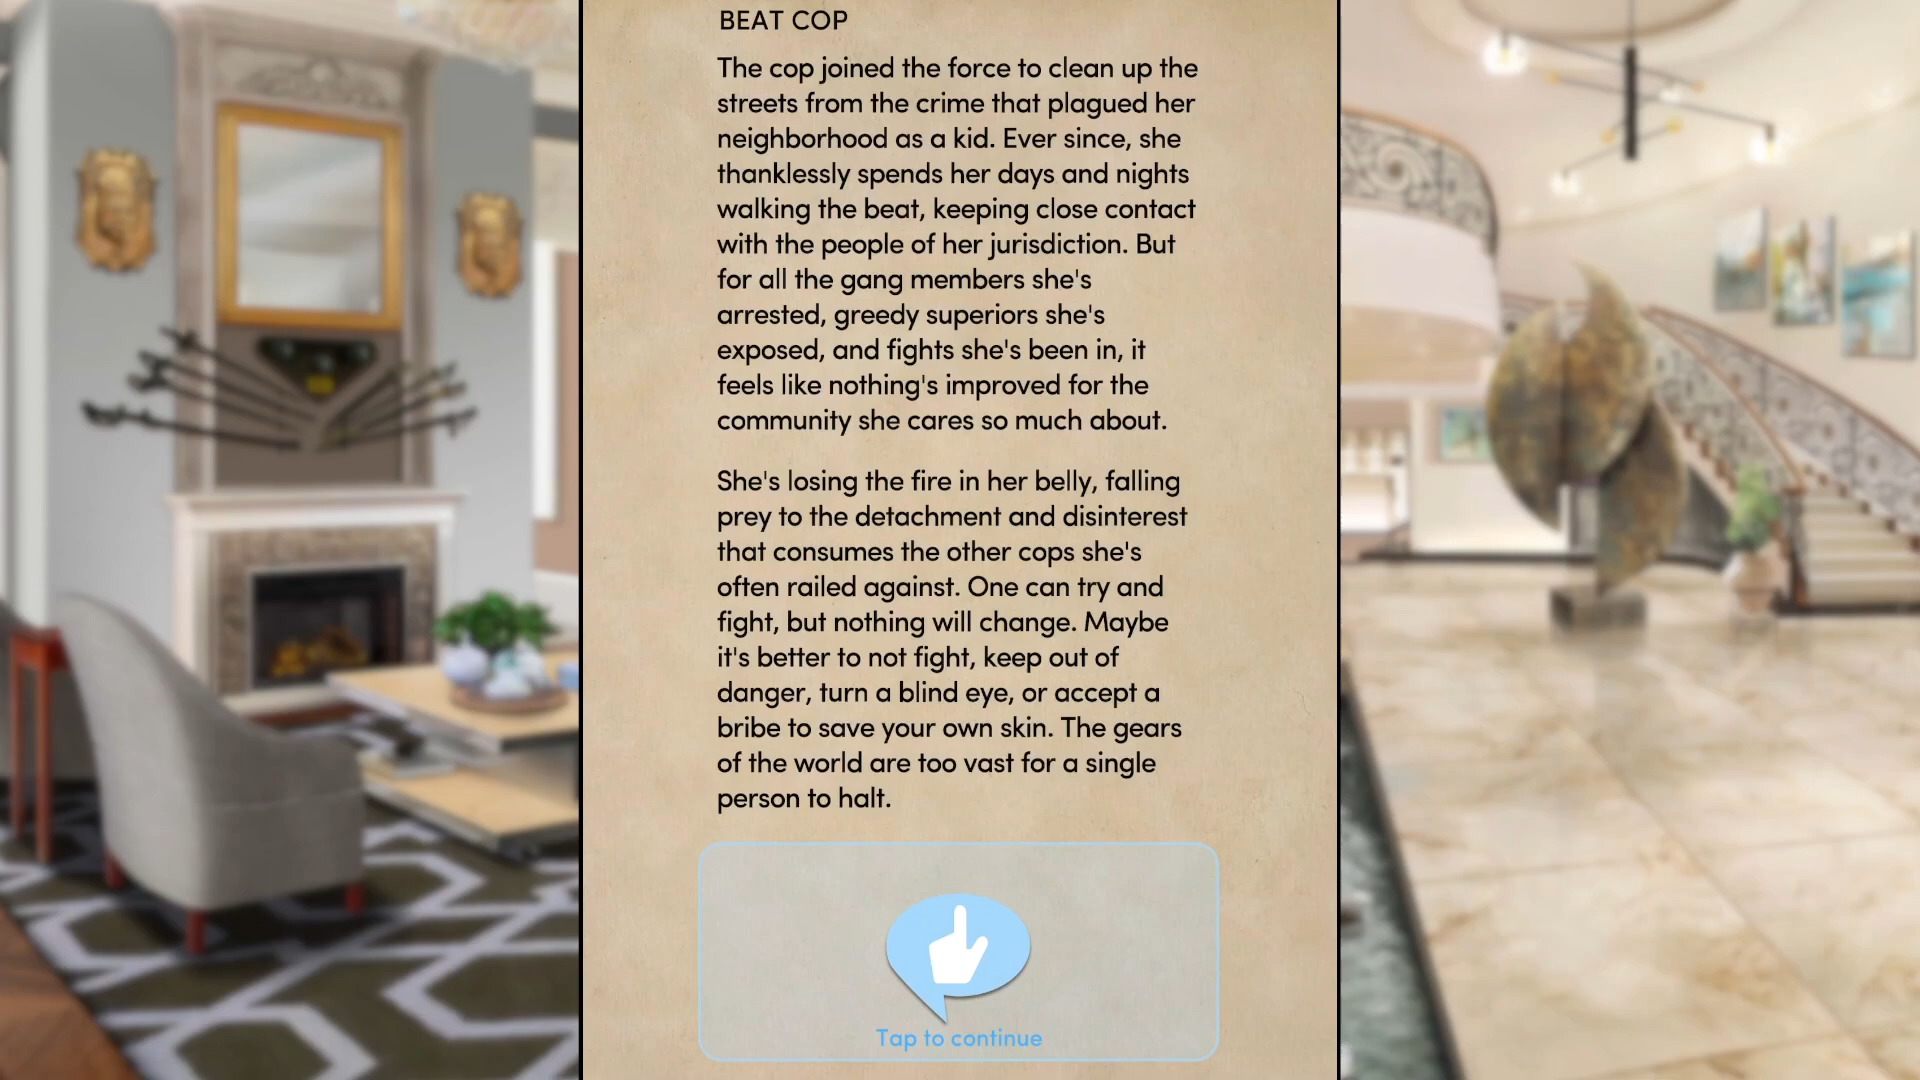 BEAT COP
The cop joined the force to clean up the
streets from the crime that plagued her
neighborhood as a kid. Ever since, she
thanklessly spends her days and nights
walking the beat, keeping close contact
with the people of her jurisdiction. But
for all the gang members she's
arrested, greedy superiors she's
exposed, and fights she's been in, it
feels like nothing's improved for the
community she cares so much about.
She's losing the fire in her belly, falling
prey to the detachment and disinterest
that consumes the other cops she's
often railed against. One can try and
fight, but nothing will change. Maybe
it's better to not fight, keep out of
danger, turn a blind eye, or accept a
bribe to save your own skin. The gears
of the world are too vast for a single
person to halt.
Tap to continue